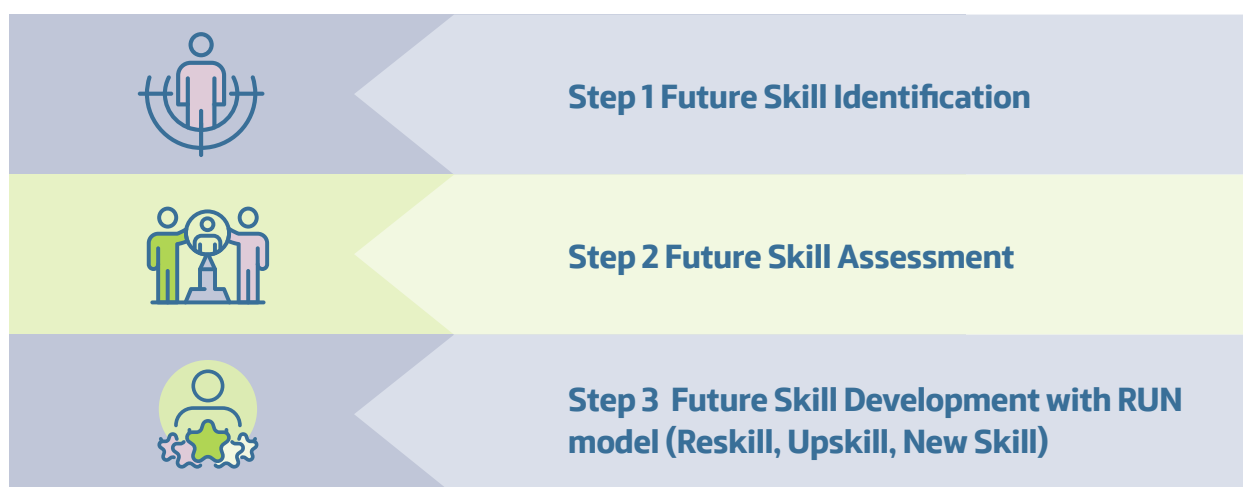 Step 1 Future Skill Identification
Step 2 Future Skill Assessment
Step 3 Future Skill Development with RUN
model (Reskill, Upskill, New Skill)